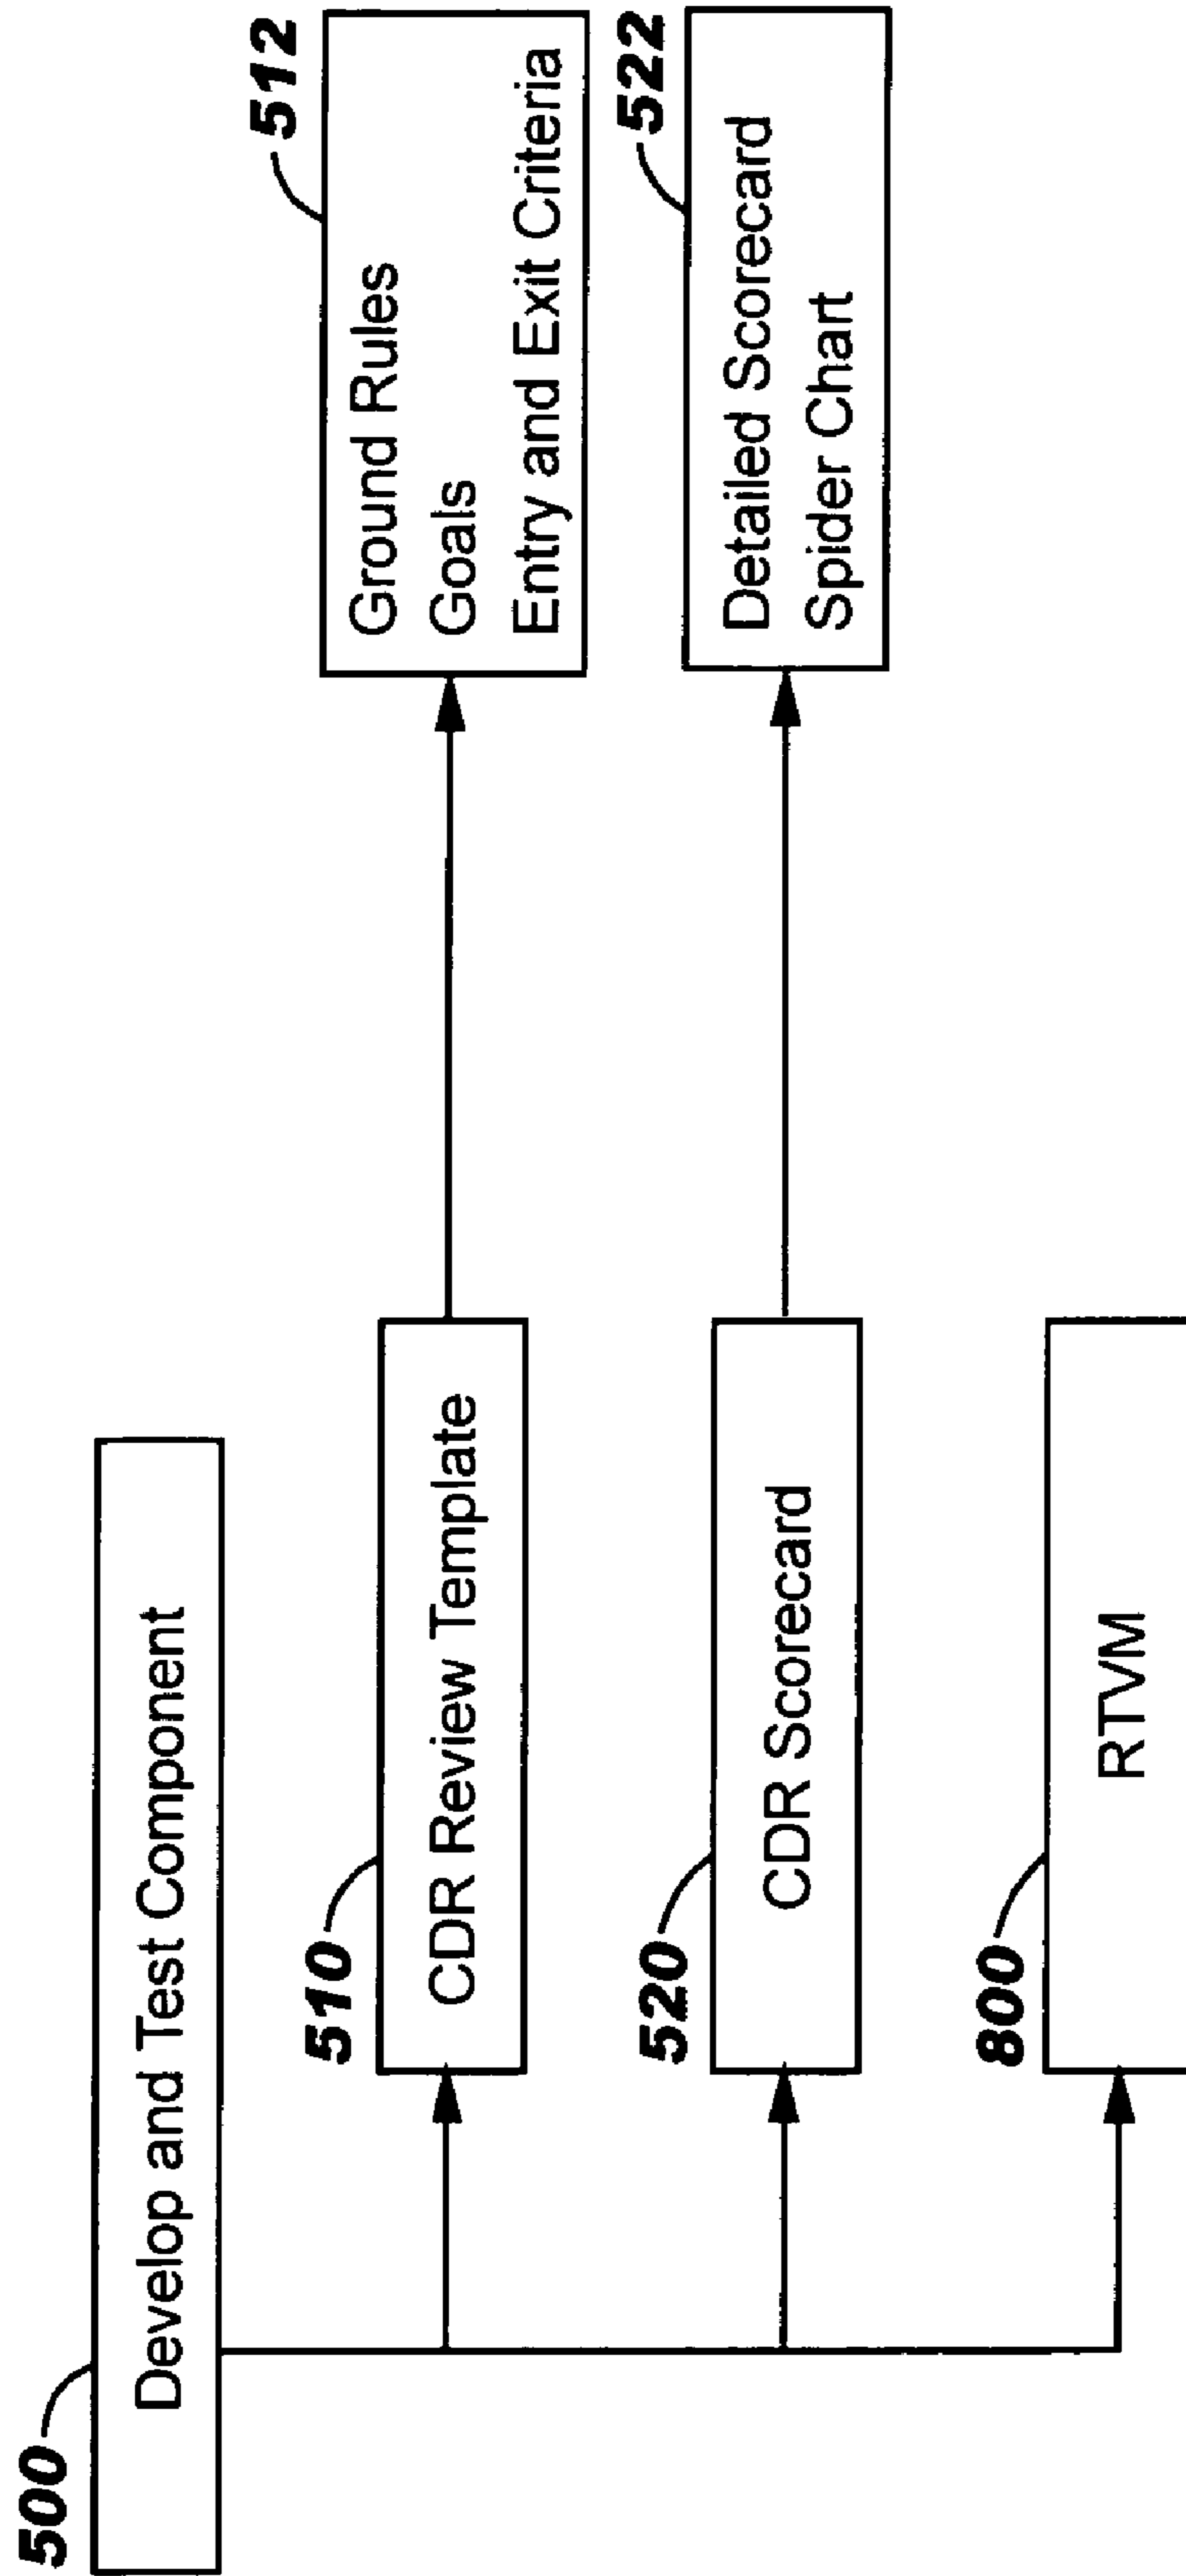 500
Develop and Test Component
510
CDR Review Template
512
Ground Rules
Goals
Entry and Exit Criteria
520
CDR Scorecard
522
Detailed Scorecard
Spider Chart
800
RTVM